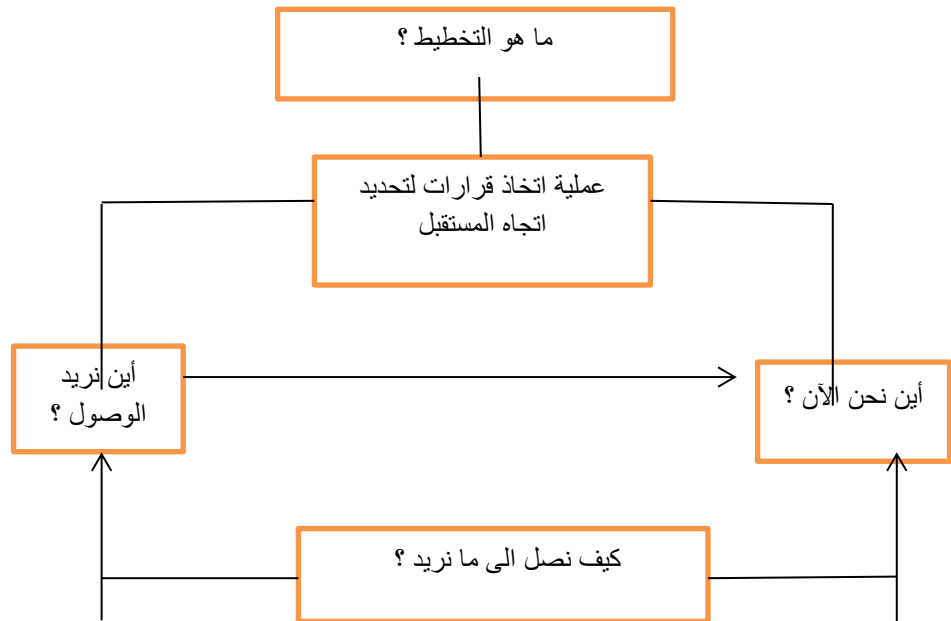 ما هو التخطيط ؟
عملية اتخاذ قرارات لتحديد
اتجاه المستقبل
أين نحن الآن ؟
أين نريد
الوصول ؟
كيف نصل الى ما نريد ؟